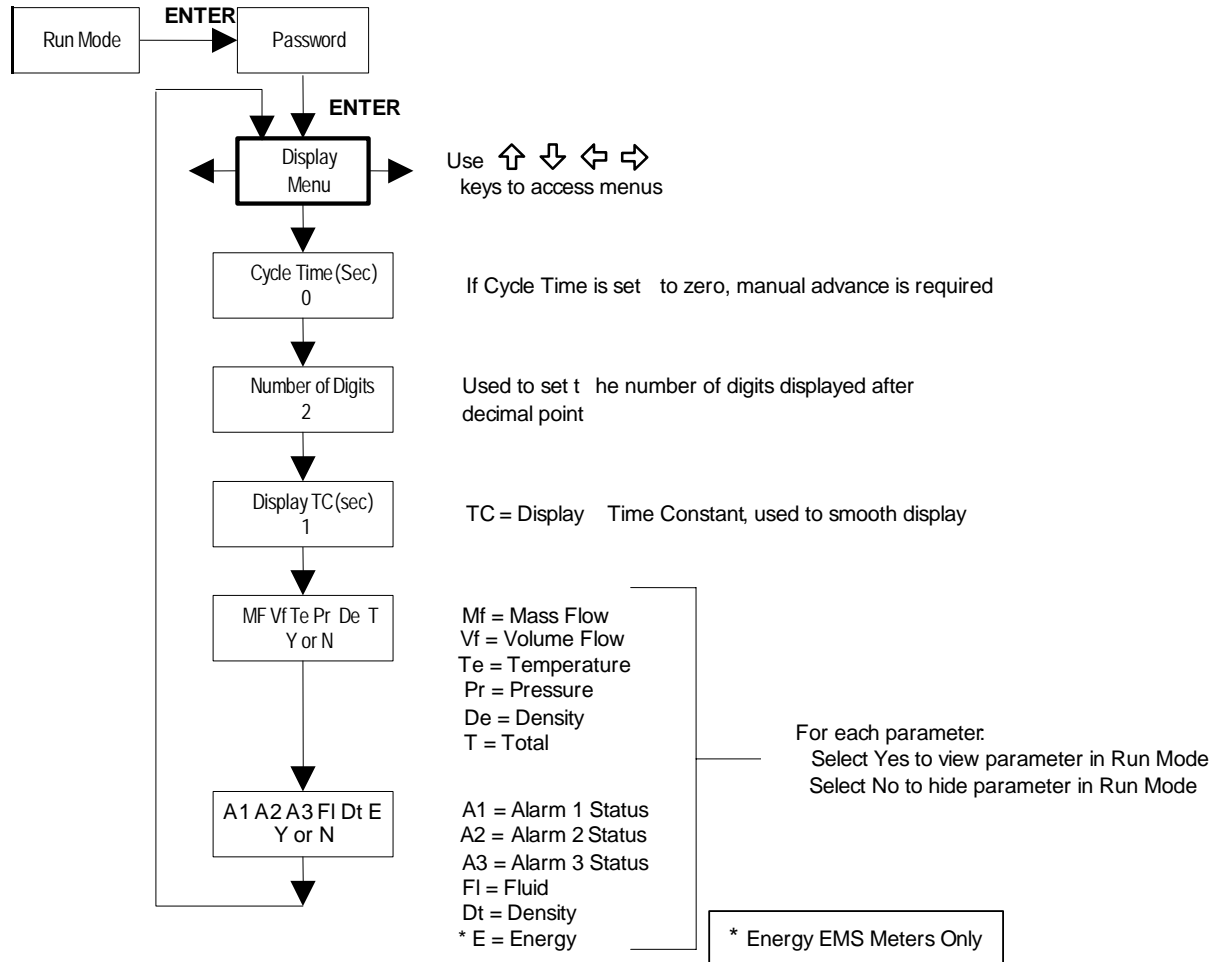 ENTER
Run Mode
Password
ENTER
Display
Menu
Use
keys to access menus
Cycle Time (Sec)
0
If Cycle Time is set to zero, manual advance is required
Number of Digits
2
Used to set t he number of digits displayed after
decimal point
Display TC (sec)
1
TC = Display Time Constant, used to smooth display
MF Vf Te Pr De T
Y or N
Mf = Mass Flow
Vf = Volume Flow
Te = Temperature
Pr = Pressure
De = Density
T = Total
For each parameter:
Select Yes to view parameter in Run Mode
Select No to hide parameter in Run Mode
A1 A2 A3 Fl Dt E
Y or N
A1 = Alarm 1 Status
A2 = Alarm 2 Status
A3 = Alarm 3 Status
Fl = Fluid
Dt = Density
* E = Energy
* Energy EMS Meters Only